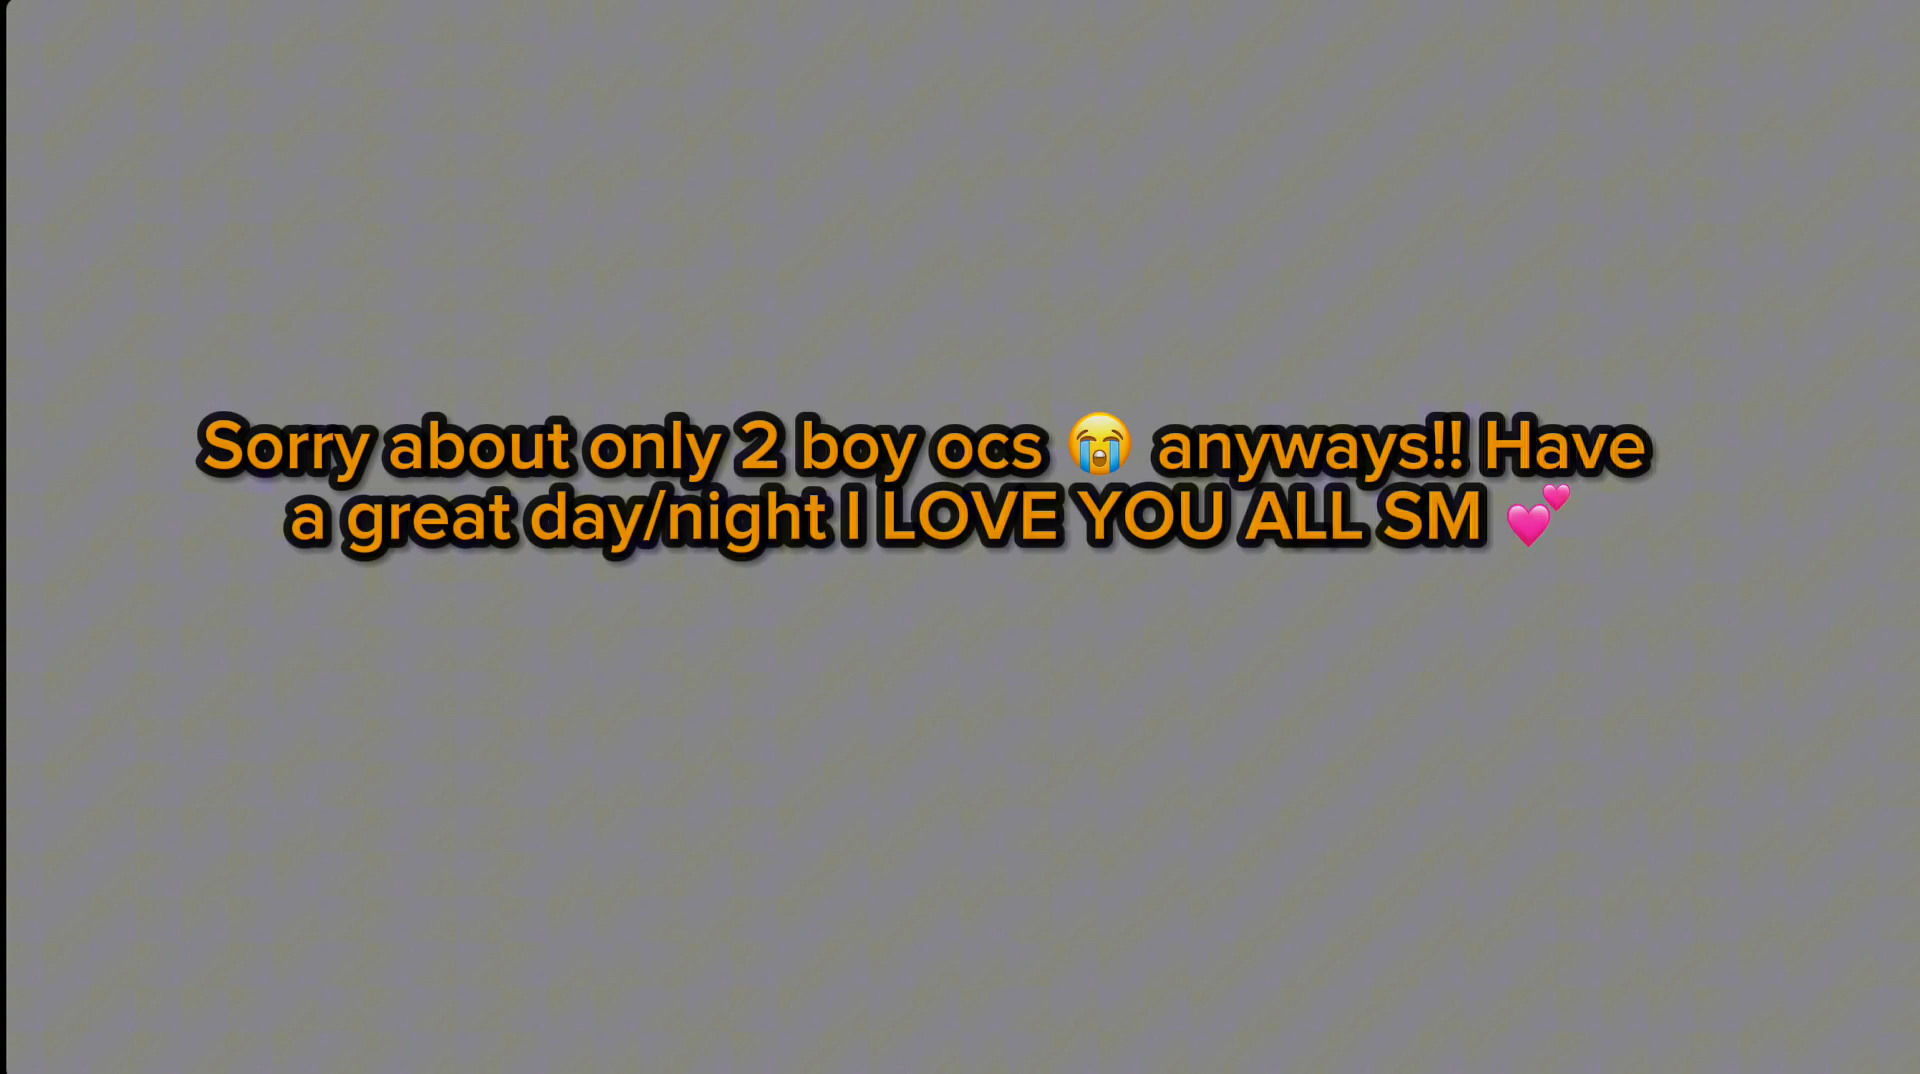 Sorry about only 2 boy ocs 😭 anyways!! Have
a great day/night I LOVE YOU ALL SM 💕